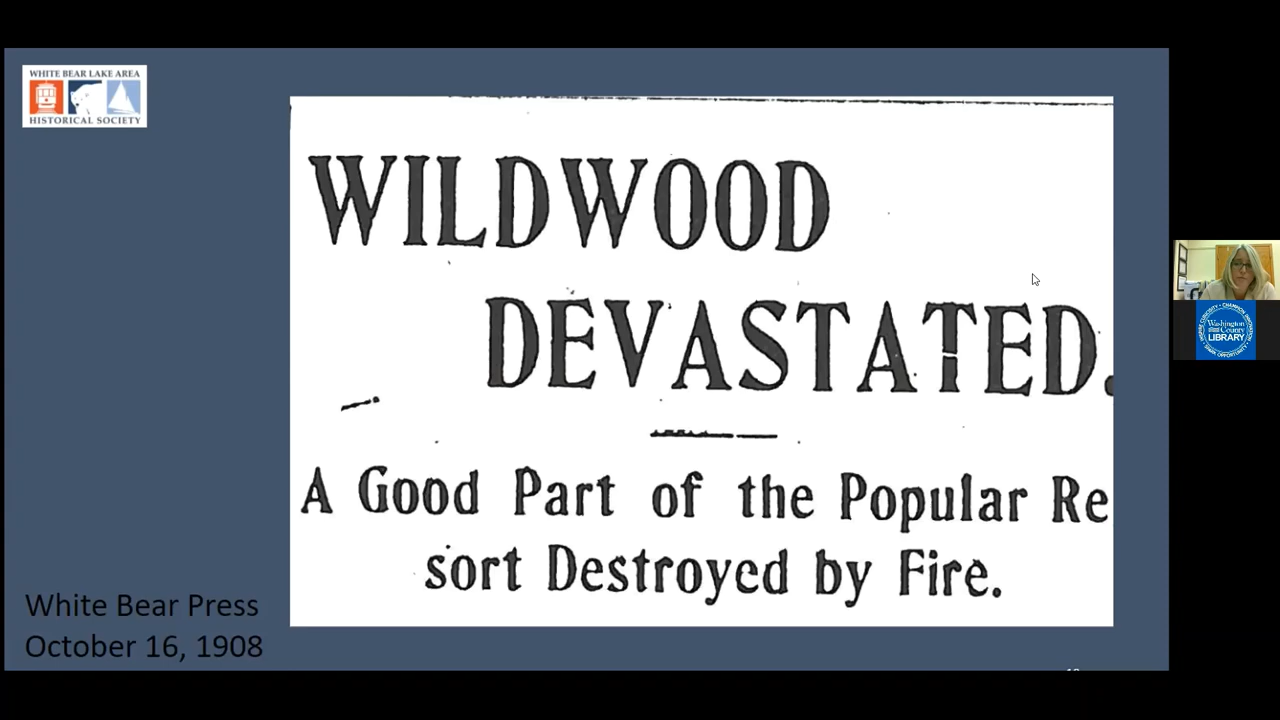 WHITE BEAR LAKE AREA
HISTORICAL SOCIETY
WILDWOOD
DEVASTATED.
A Good Part of the Popular Re
sort Destroyed by Fire.
White Bear Press
October 16, 1908
Washington
County
LIBRARY